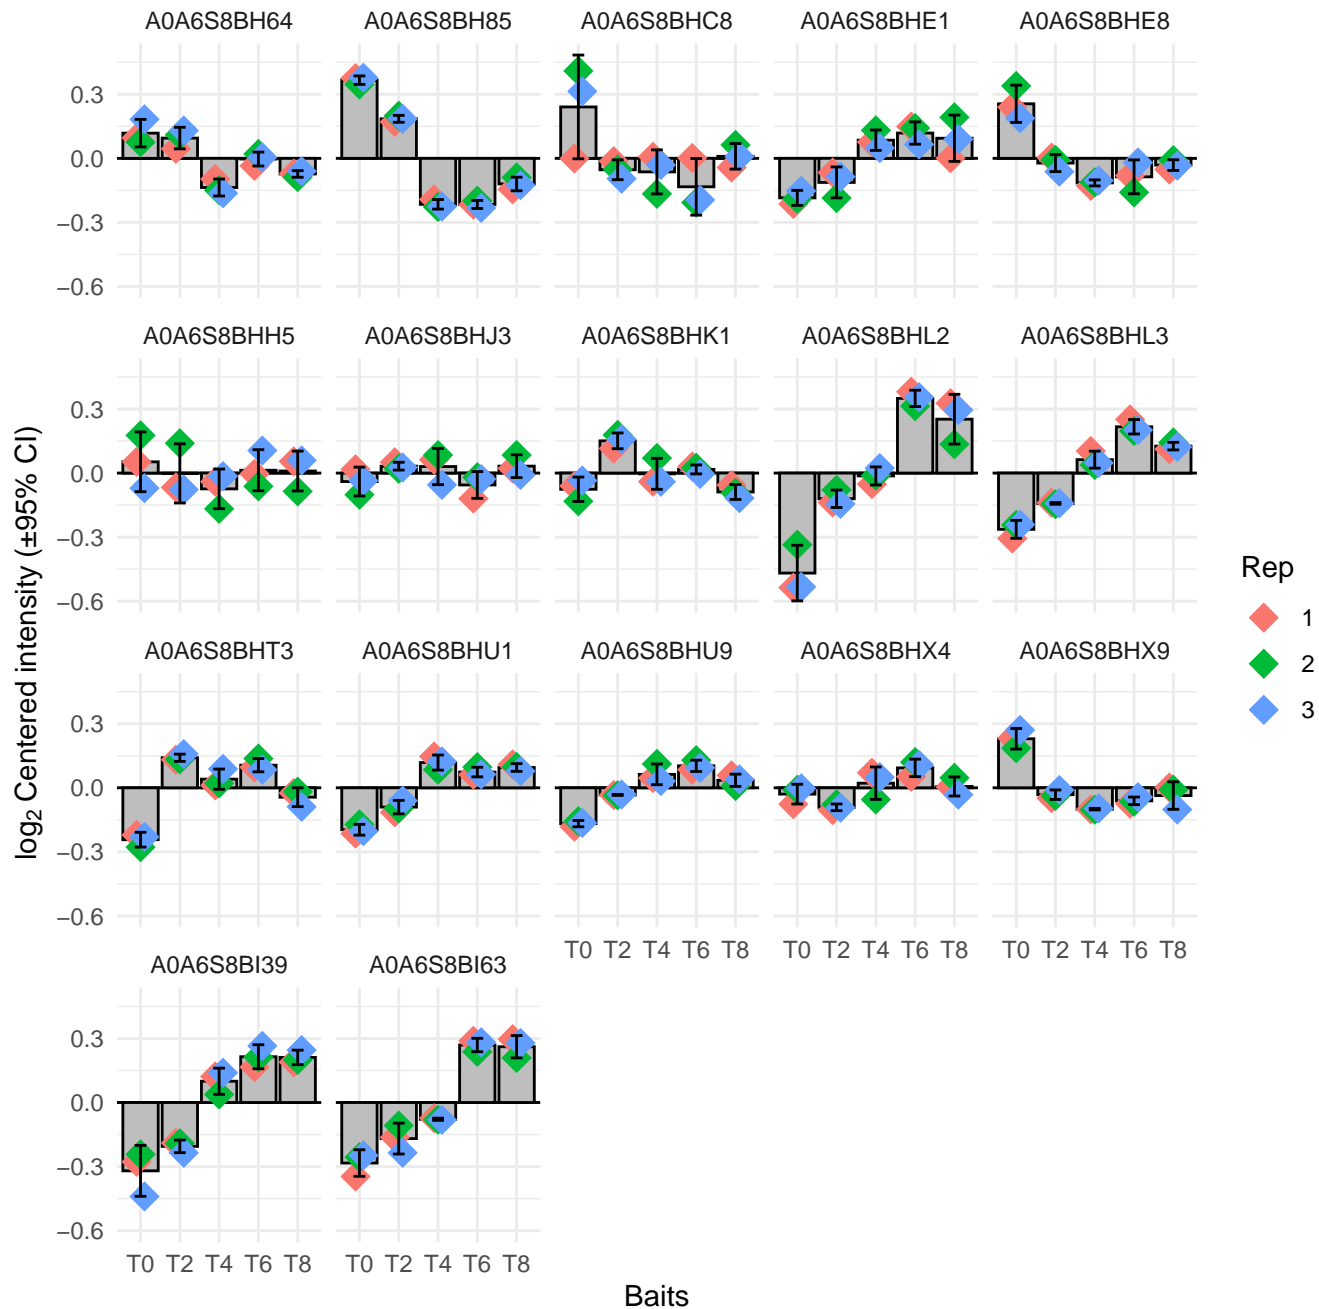 A0A6S8BH64 A0A6S8BH85 A0A6S8BHC8 A0A6S8BHE1 A0A6S8BHE8
0.3
0.0
−0.3
−0.6
A0A6S8BHH5 A0A6S8BHJ3 A0A6S8BHK1 A0A6S8BHL2 A0A6S8BHL3
0.3
0.0
−0.3
−0.6
A0A6S8BHT3 A0A6S8BHU1 A0A6S8BHU9 A0A6S8BHX4 A0A6S8BHX9
0.3
0.0
−0.3
−0.6
T0 T2 T4 T6 T8 T0 T2 T4 T6 T8 T0 T2 T4 T6 T8
A0A6S8BI39 A0A6S8BI63
0.3
0.0
−0.3
−0.6
T0 T2 T4 T6 T8 T0 T2 T4 T6 T8
Baits
log₂ Centered intensity (±95% CI)
Rep
1
2
3